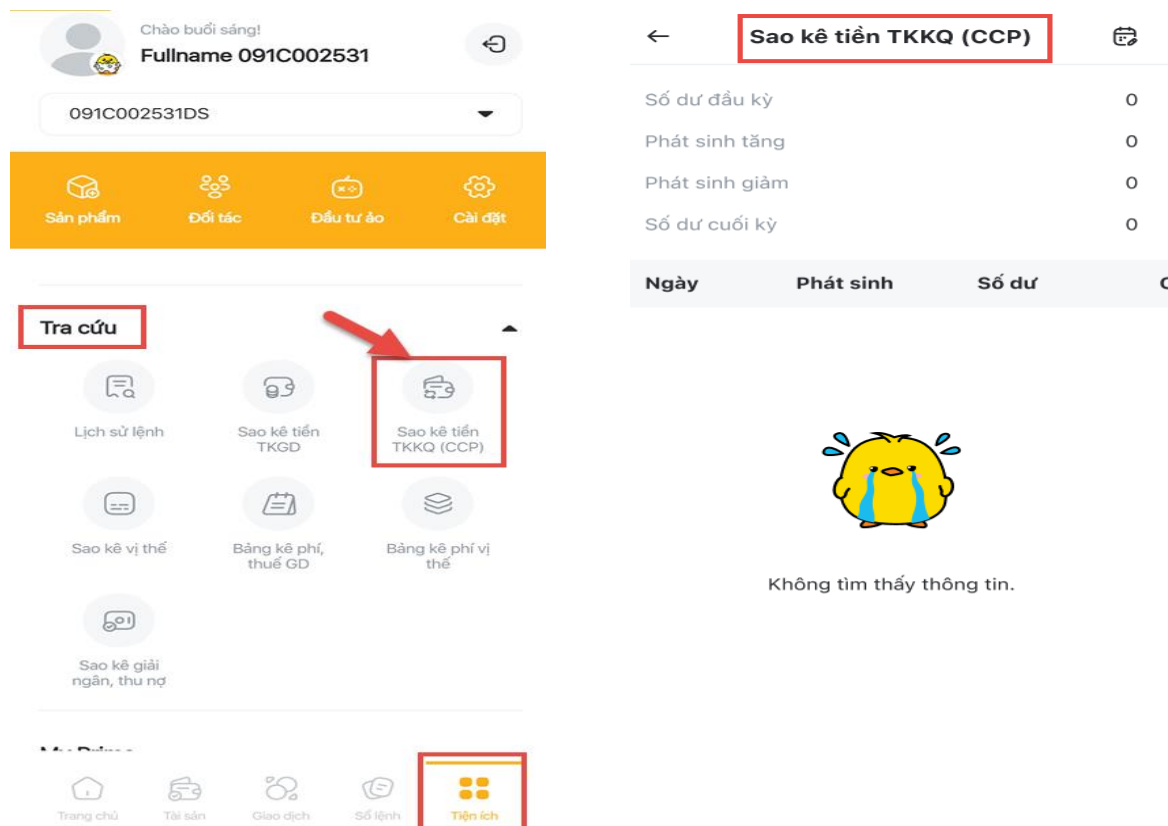 Chào buổi sáng!
Fullname 091C002531
091C002531DS
Sản phẩm
Đối tác
Đầu tư ảo
Cài đặt
Tra cứu
Lịch sử lệnh
Sao kê tiền
TKGD
Sao kê tiền
TKKQ (CCP)
Sao kê vị thế
Bảng kê phí,
thuế GD
Bảng kê phí vị
thế
Sao kê giải
ngân, thu nợ
Trang chủ
Tài sản
Giao dịch
Sổ lệnh
Tiện ích
Sao kê tiền TKKQ (CCP)
Số dư đầu kỳ 0
Phát sinh tăng 0
Phát sinh giảm 0
Số dư cuối kỳ 0
Ngày Phát sinh Số dư
Không tìm thấy thông tin.